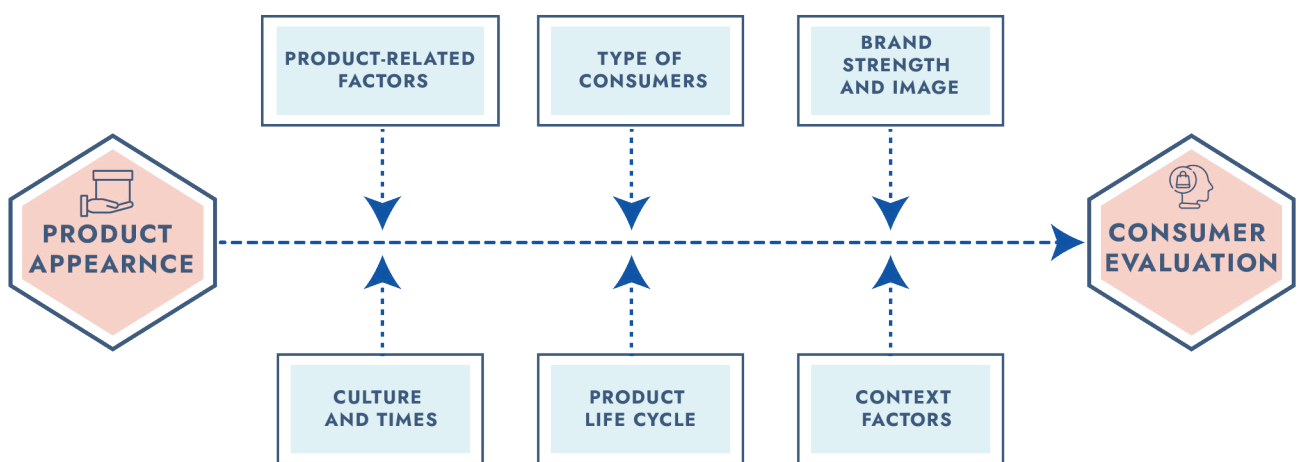 PRODUCT-RELATED
FACTORS
TYPE OF
CONSUMERS
BRAND
STRENGTH
AND IMAGE
PRODUCT
APPEARNCE
CONSUMER
EVALUATION
CULTURE
AND TIMES
PRODUCT
LIFE CYCLE
CONTEXT
FACTORS